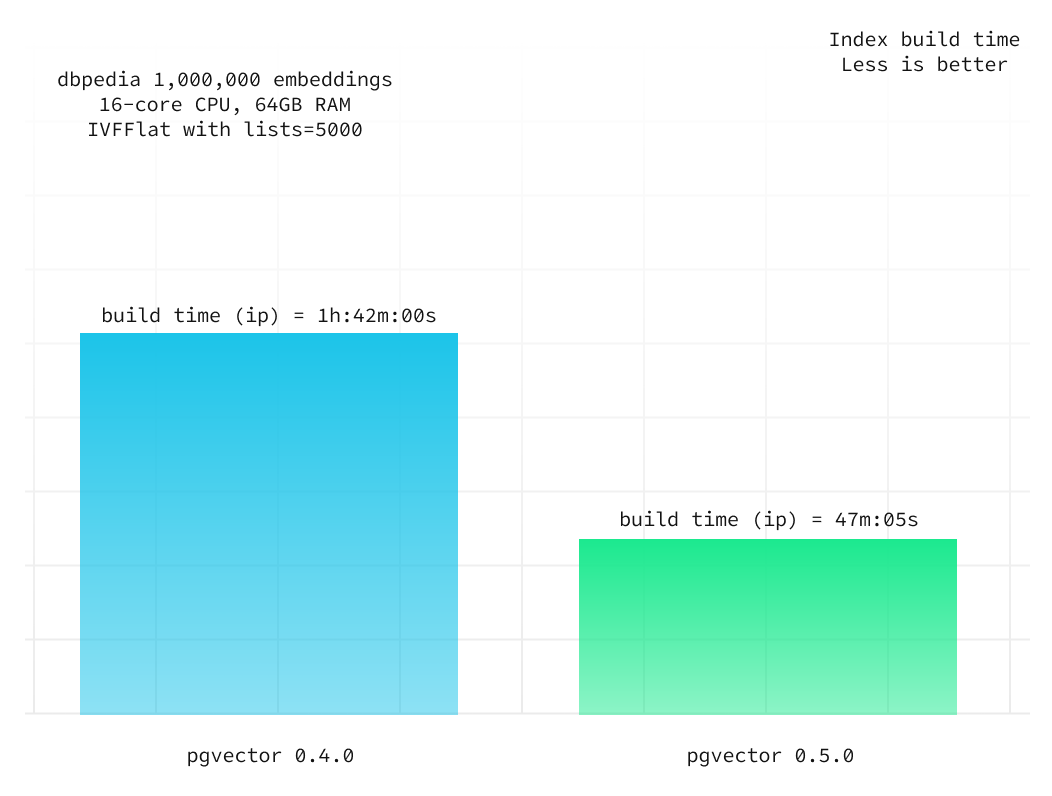 Index build time
Less is better
dbpedia 1,000,000 embeddings
16-core CPU, 64GB RAM
IVFFlat with lists=5000
build time (ip) = 1h:42m:00s
build time (ip) = 47m:05s
pgvector 0.4.0
pgvector 0.5.0